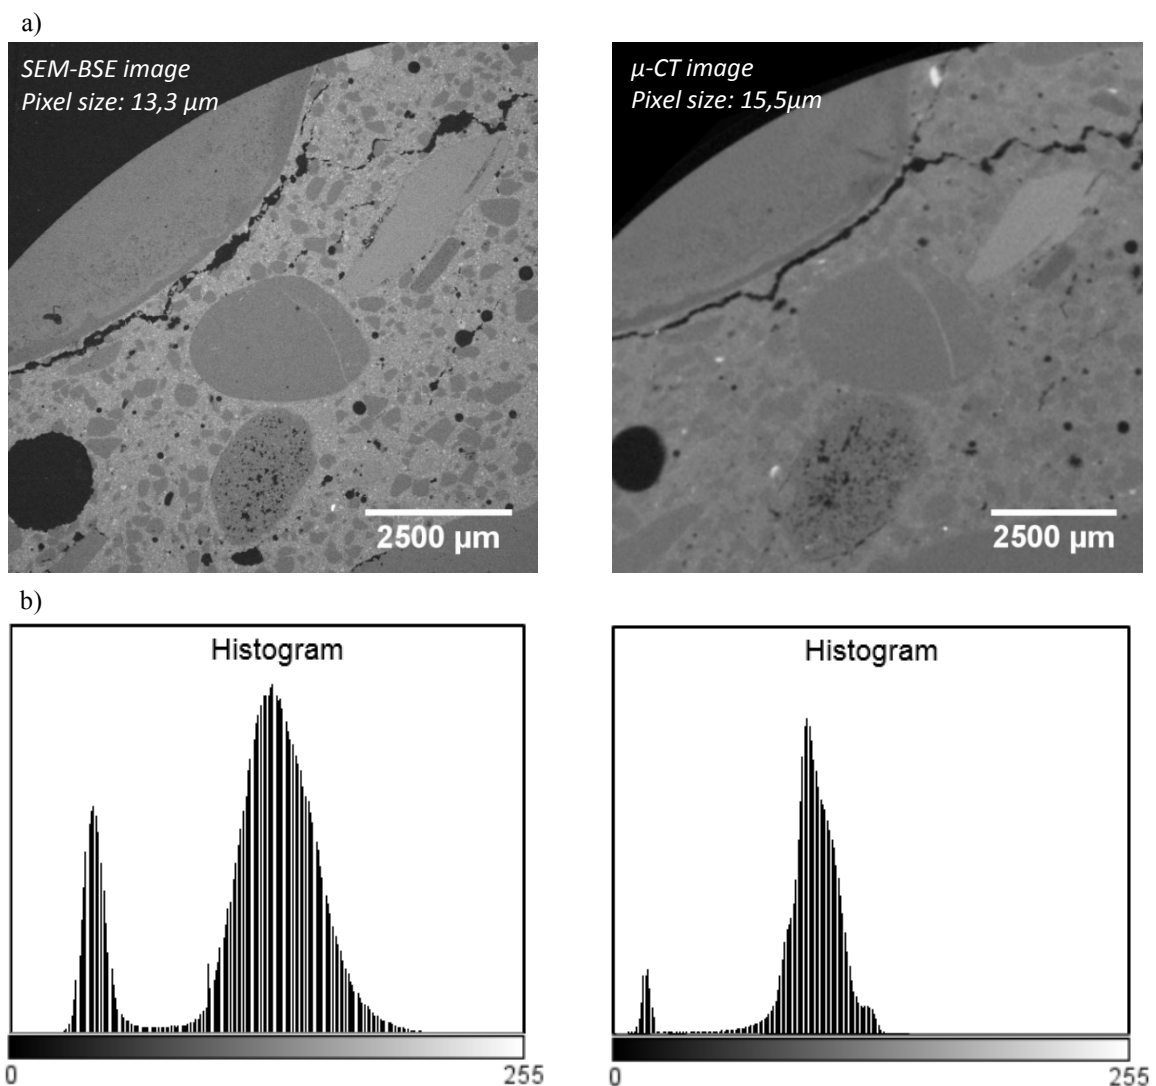 a)
SEM-BSE image
Pixel size: 13,3 μm
2500 μm
μ-CT image
Pixel size: 15,5μm
2500 μm
b)
Histogram
0
255
Histogram
0
255